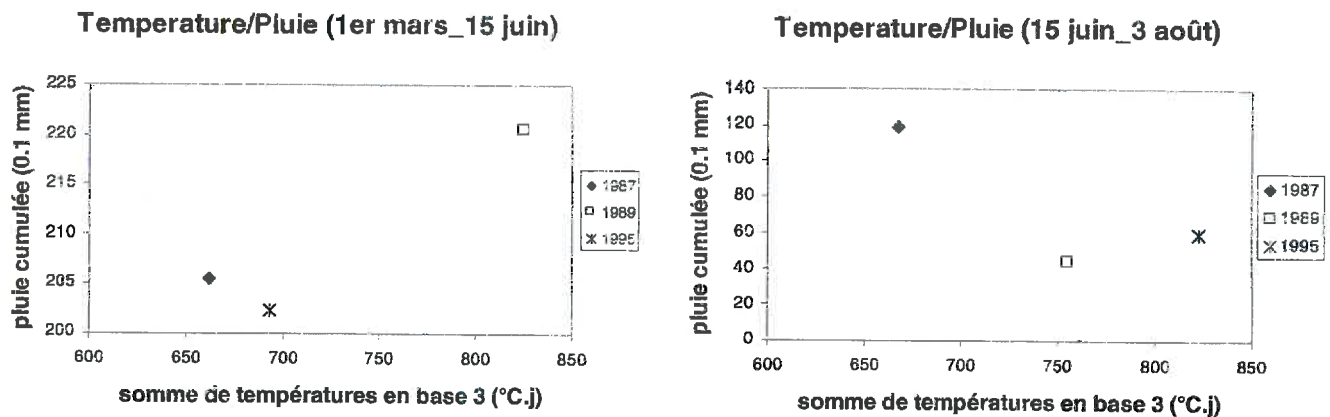 Temperature/Pluie (1er mars_15 juin)
pluie cumulée (0.1 mm)
225
220
215
210
205
200
600 650 700 750 800 850
somme de températures en base 3 (°C.j)
1987
1989
1995
Temperature/Pluie (15 juin_3 août)
pluie cumulée (0.1 mm)
140
120
100
80
60
40
20
0
600 650 700 750 800 850
somme de températures en base 3 (°C.j)
1987
1989
1995